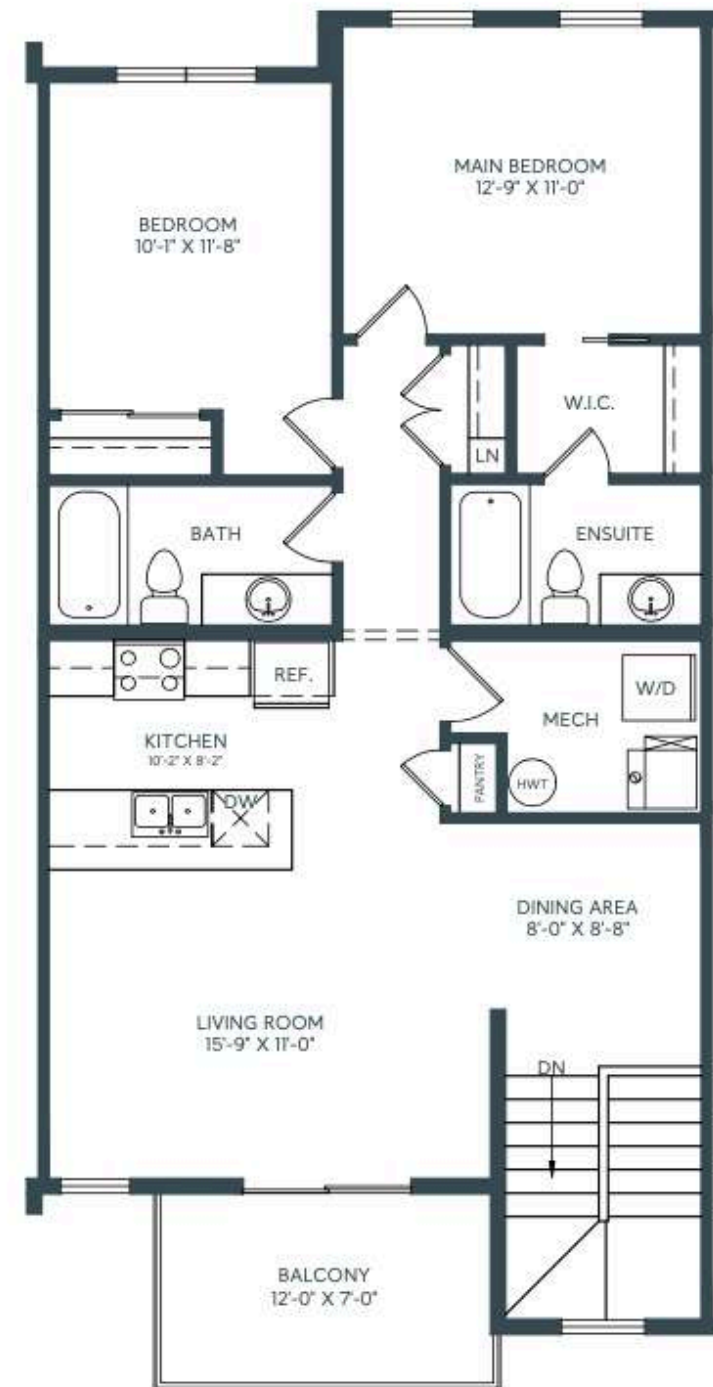 MAIN BEDROOM
12'-9" X 11'-0"
BEDROOM
10'-1" X 11'-8"
W.I.C.
LN
BATH
ENSUITE
REF.
W/D
MECH
KITCHEN
10'-2" X 8'-2"
PANTRY
HWT
DW
DINING AREA
8'-0" X 8'-8"
LIVING ROOM
15'-9" X 11'-0"
DN
BALCONY
12'-0" X 7'-0"